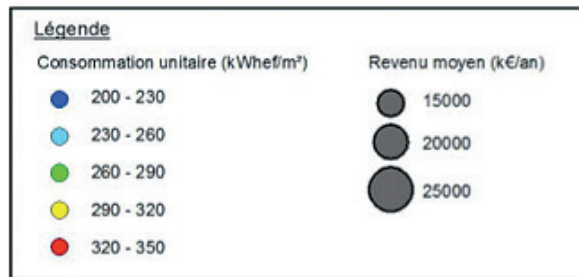 Légende
Consommation unitaire (kWhef/m²)
200 - 230
230 - 260
260 - 290
290 - 320
320 - 350
Revenu moyen (k€/an)
15000
20000
25000